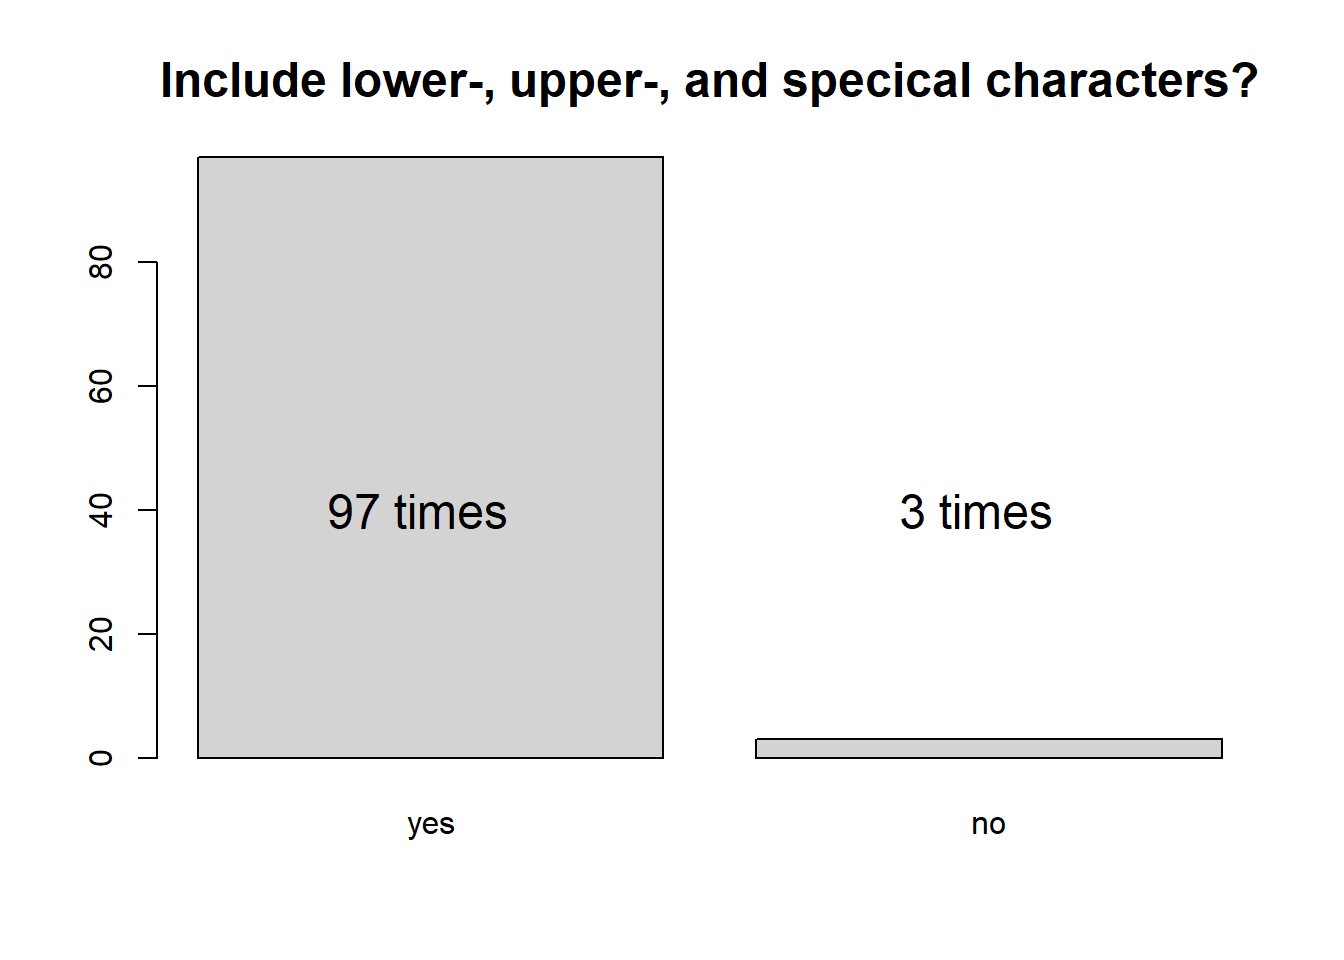 Include lower-, upper-, and specical characters?
80
60
40
20
0
97 times
3 times
yes
no